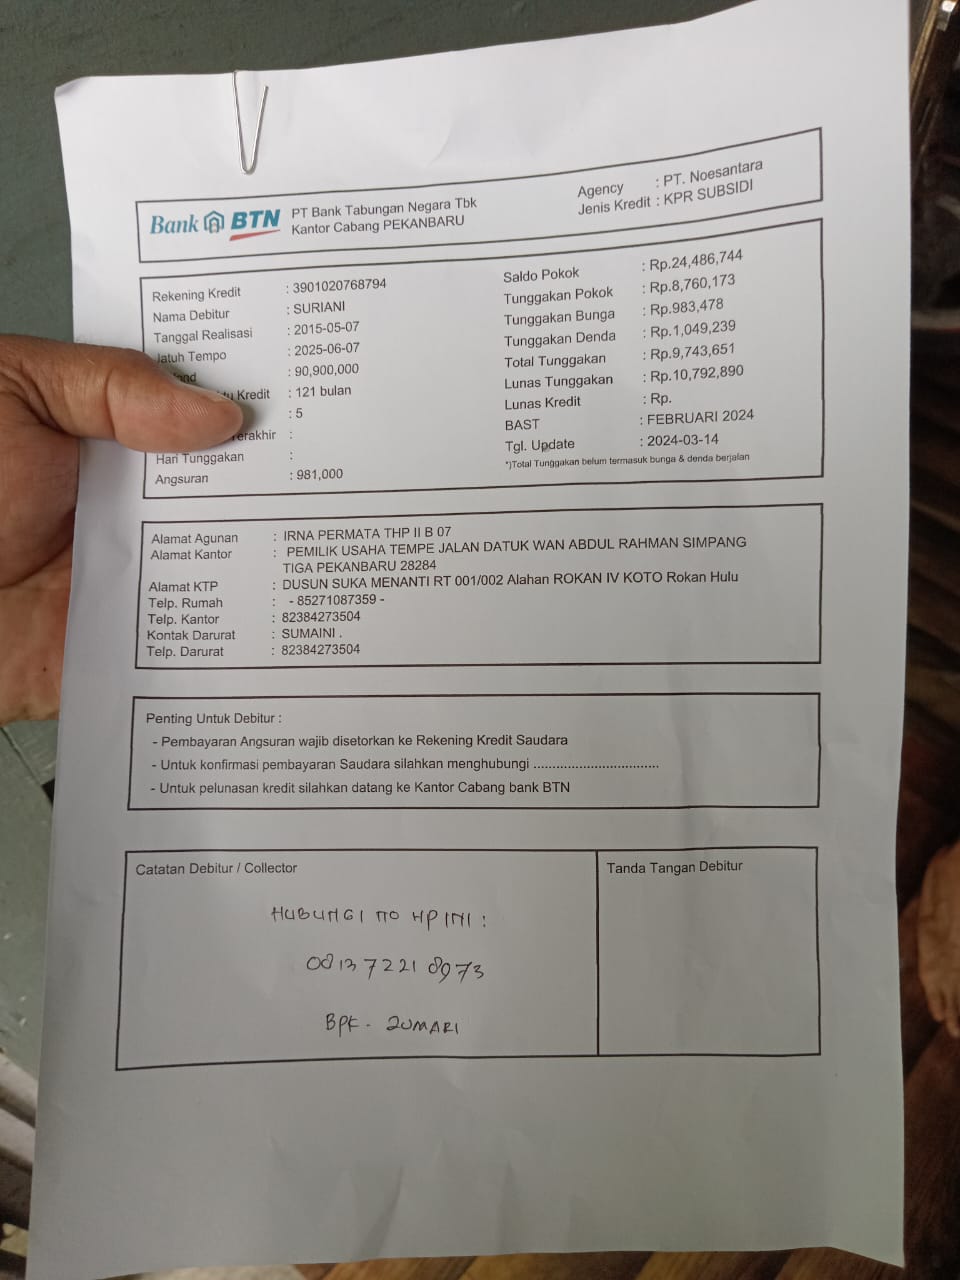 Bank BTN PT Bank Tabungan Negara Tbk
Kantor Cabang PEKANBARU
Agency : PT. Noesantara
Jenis Kredit : KPR SUBSIDI
Rekening Kredit : 3901020768794
Nama Debitur : SURIANI
Tanggal Realisasi : 2015-05-07
Jatuh Tempo : 2025-06-07
: 90,900,000
Kredit : 121 bulan
: 5
:
Hari Tunggakan :
Angsuran : 981,000
Saldo Pokok : Rp.24,486,744
Tunggakan Pokok : Rp.8,760,173
Tunggakan Bunga : Rp.983,478
Tunggakan Denda : Rp.1,049,239
Total Tunggakan : Rp.9,743,651
Lunas Tunggakan : Rp.10,792,890
Lunas Kredit : Rp.
BAST : FEBRUARI 2024
Tgl. Update : 2024-03-14
*)Total Tunggakan belum termasuk bunga & denda berjalan
Alamat Agunan : IRNA PERMATA THP II B 07
Alamat Kantor : PEMILIK USAHA TEMPE JALAN DATUK WAN ABDUL RAHMAN SIMPANG
TIGA PEKANBARU 28284
Alamat KTP : DUSUN SUKA MENANTI RT 001/002 Alahan ROKAN IV KOTO Rokan Hulu
Telp. Rumah : - 85271087359 -
Telp. Kantor : 82384273504
Kontak Darurat : SUMAINI .
Telp. Darurat : 82384273504
Penting Untuk Debitur :
- Pembayaran Angsuran wajib disetorkan ke Rekening Kredit Saudara
- Untuk konfirmasi pembayaran Saudara silahkan menghubungi ..................................
- Untuk pelunasan kredit silahkan datang ke Kantor Cabang bank BTN
Catatan Debitur / Collector
Tanda Tangan Debitur
HUBUNGI NO HP INI :
0813 7221 8973
BPK. ZUMARI